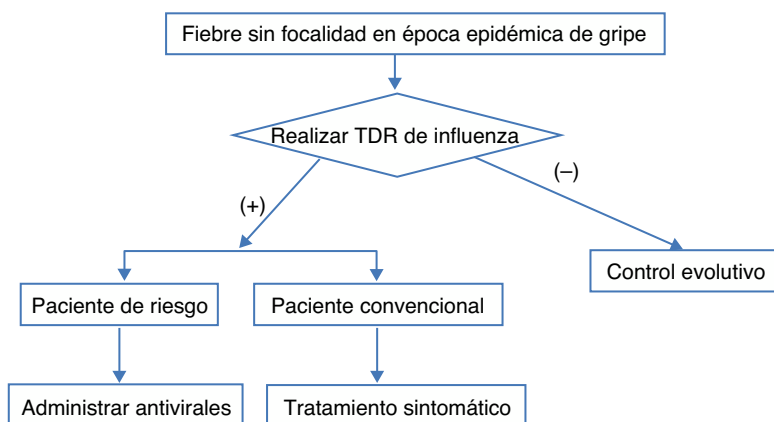 Fiebre sin focalidad en época epidémica de gripe
Realizar TDR de influenza
(+)
(–)
Control evolutivo
Paciente de riesgo
Paciente convencional
Administrar antivirales
Tratamiento sintomático